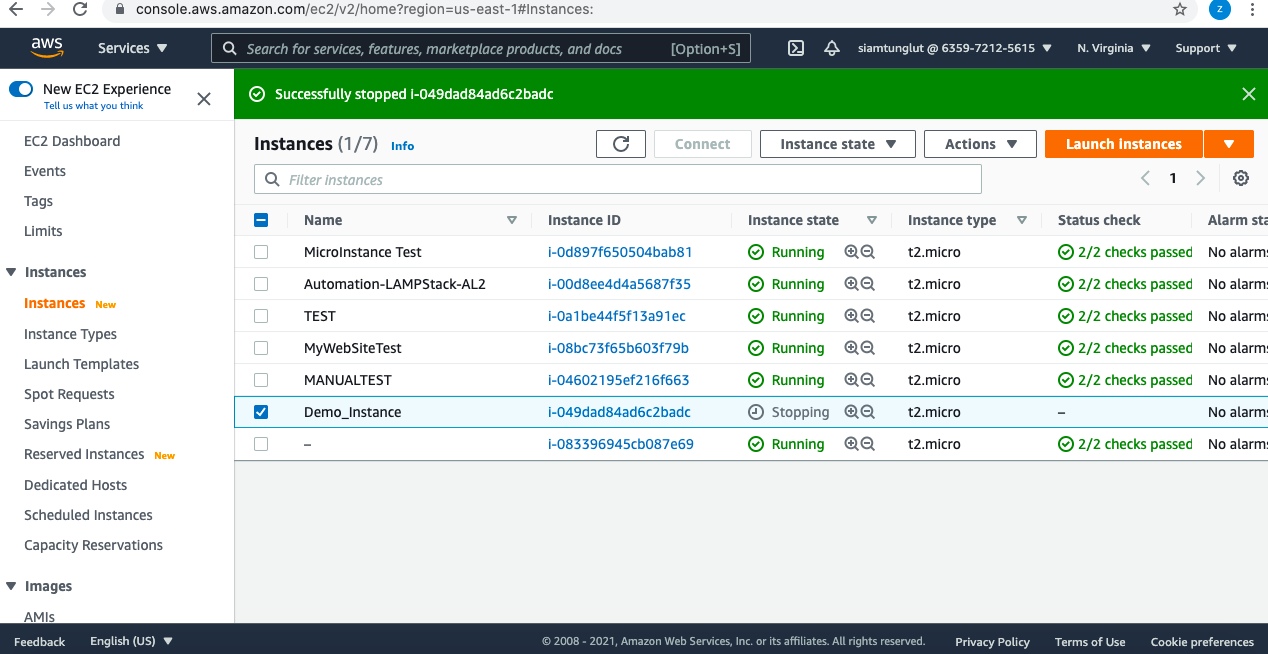 console.aws.amazon.com/ec2/v2/home?region=us-east-1#Instances:
z
aws
Services
Search for services, features, marketplace products, and docs
[Option+S]
siamtunglut @ 6359-7212-5615
N. Virginia
Support
New EC2 Experience
Tell us what you think
Successfully stopped i-049dad84ad6c2badc
EC2 Dashboard
Events
Tags
Limits
Instances
Instances New
Instance Types
Launch Templates
Spot Requests
Savings Plans
Reserved Instances New
Dedicated Hosts
Scheduled Instances
Capacity Reservations
Images
AMIs
Instances (1/7) Info
Connect
Instance state
Actions
Launch instances
Filter instances
1
Name Instance ID Instance state Instance type Status check Alarm sta
MicroInstance Test i-0d897f650504bab81 Running t2.micro 2/2 checks passed No alarms
Automation-LAMPStack-AL2 i-00d8ee4d4a5687f35 Running t2.micro 2/2 checks passed No alarms
TEST i-0a1be44f5f13a91ec Running t2.micro 2/2 checks passed No alarms
MyWebSiteTest i-08bc73f65b603f79b Running t2.micro 2/2 checks passed No alarms
MANUALTEST i-04602195ef216f663 Running t2.micro 2/2 checks passed No alarms
Demo_Instance i-049dad84ad6c2badc Stopping t2.micro – No alarms
– i-083396945cb087e69 Running t2.micro 2/2 checks passed No alarms
Feedback
English (US)
© 2008 - 2021, Amazon Web Services, Inc. or its affiliates. All rights reserved.
Privacy Policy
Terms of Use
Cookie preferences